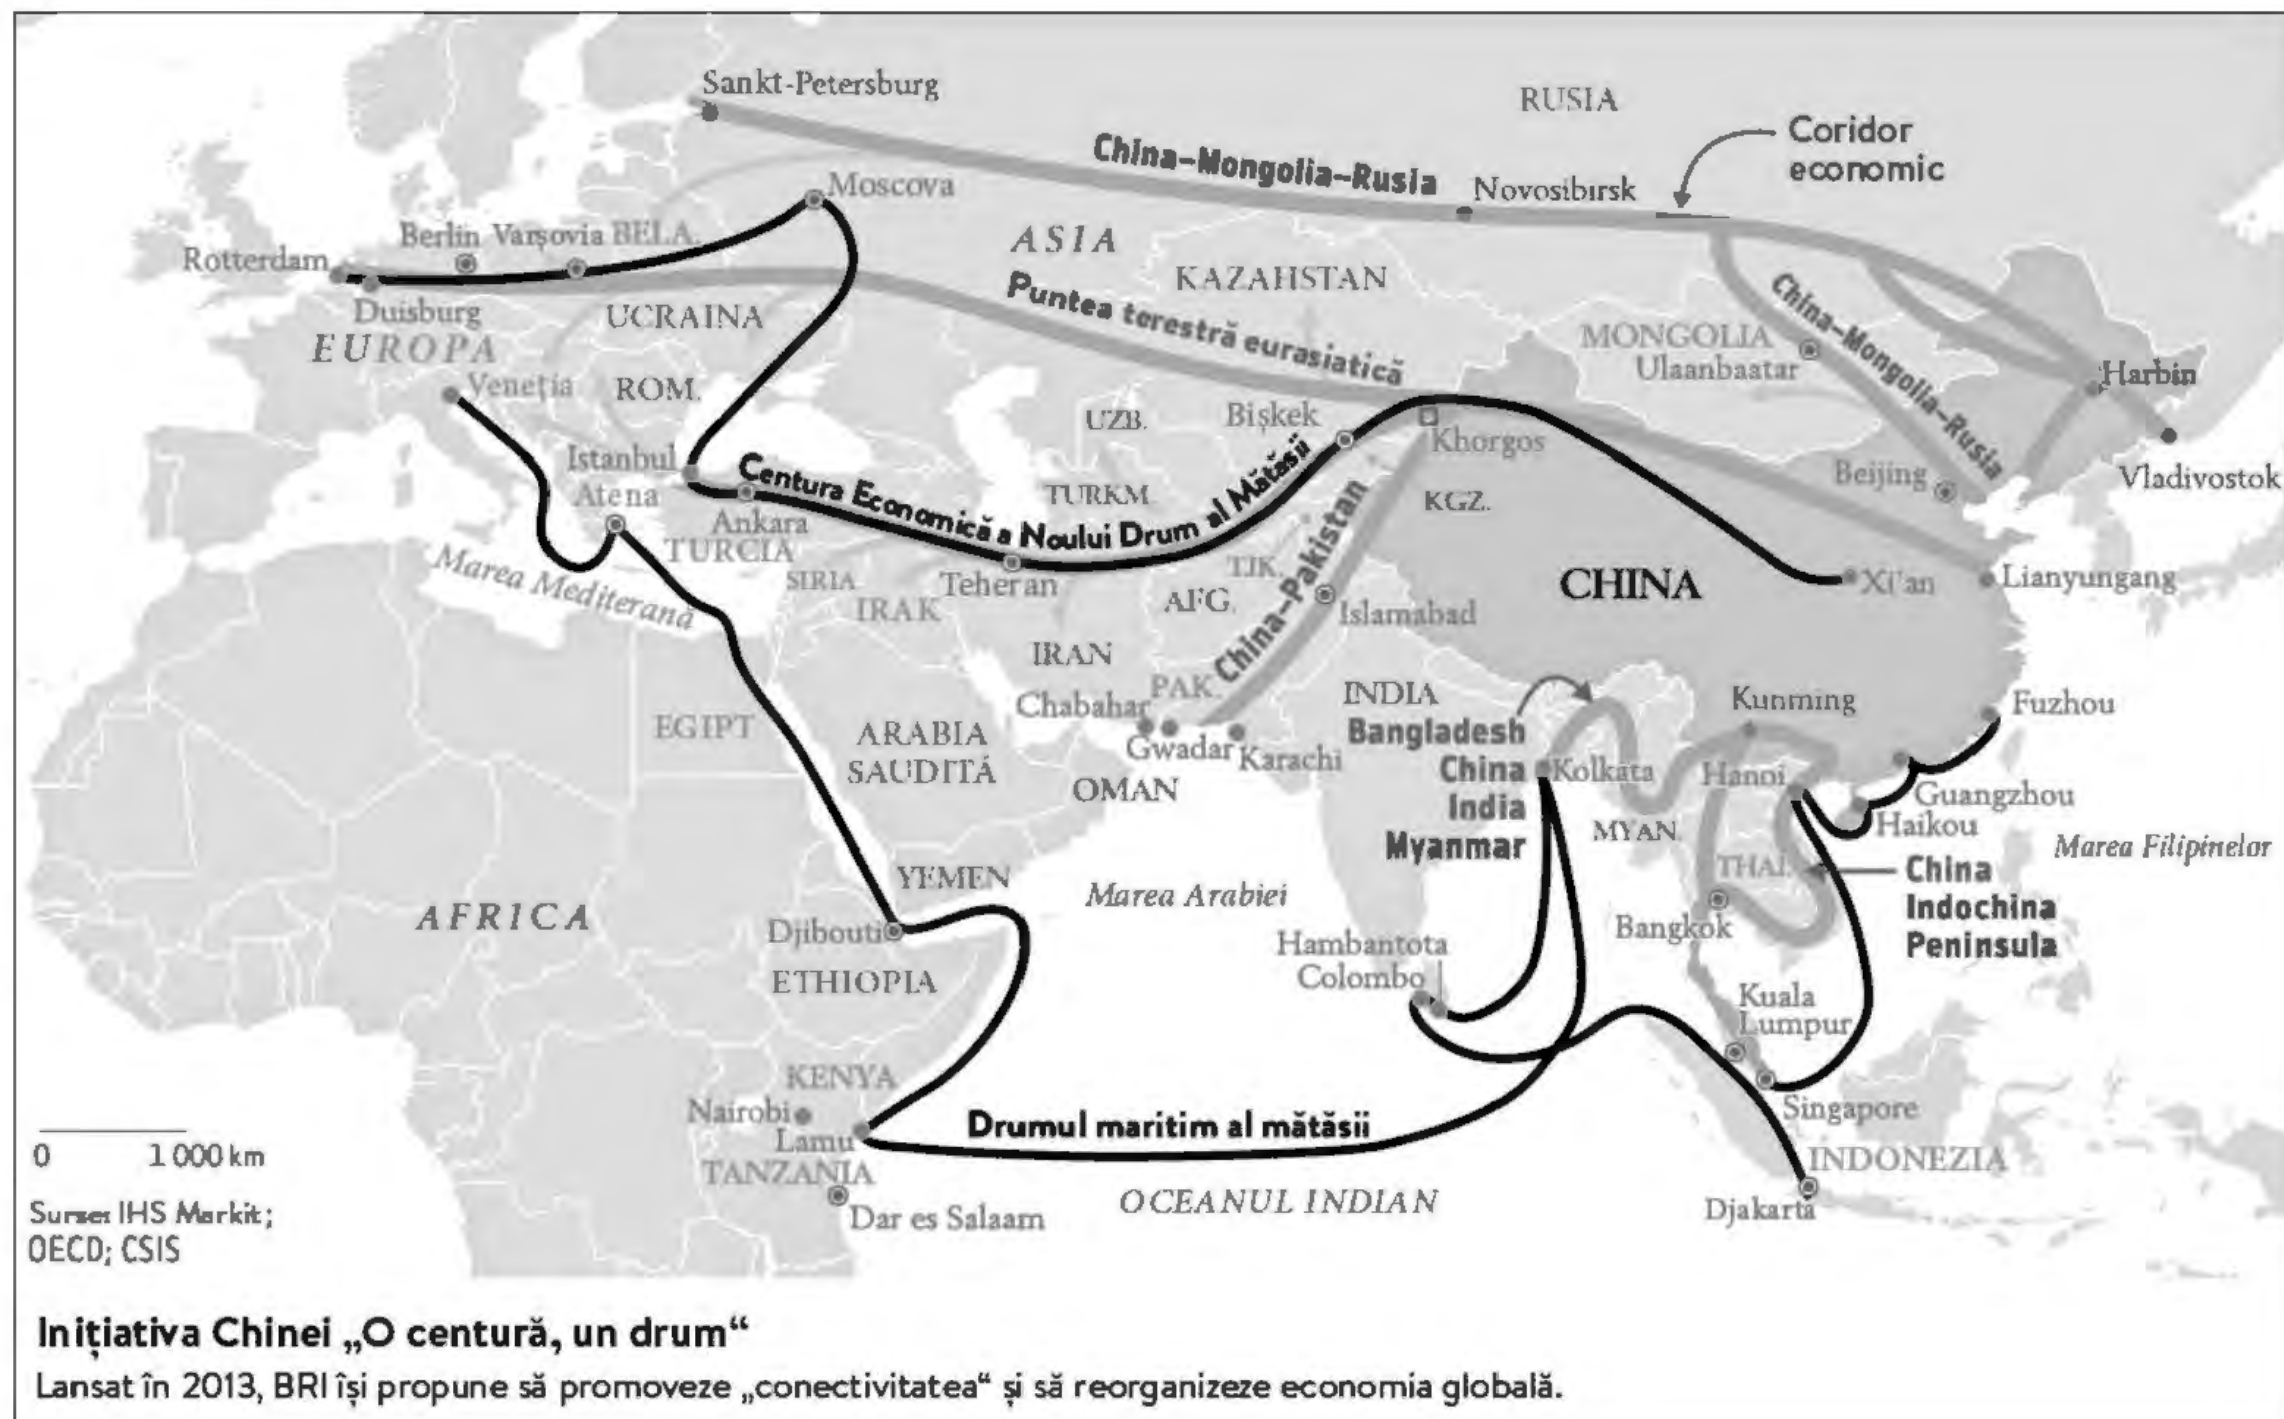 Sankt-Petersburg
RUSIA
China–Mongolia–Rusia
Coridor
economic
Moscova
Novosibırsk
Berlin
Varșovia
BELA.
Rotterdam
ASIA
KAZAHSTAN
Duisburg
UCRAINA
Puntea terestră eurasiatică
China–Mongolia–Rusia
EUROPA
MONGOLIA
Ulaanbaatar
Harbin
Veneția
ROM.
UZB.
Bișkek
Khorgos
Istanbul
Centura Economică a Noului Drum al Mătăsii
Beijing
Vladivostok
Atena
TURKM.
KGZ.
Ankara
TURCIA
Marea Mediterană
SIRIA
Teheran
TJK.
China–Pakistan
CHINA
Xi'an
Lianyungang
IRAK
AFG.
Islamabad
IRAN
PAK.
INDIA
Kunming
Chabahar
Fuzhou
EGIPT
ARABIA
SAUDITĂ
Gwadar
Karachi
Bangladesh
China
India
Myanmar
Kolkata
Hanoi
OMAN
Guangzhou
Haikou
MYAN.
Marea Filipinelor
YEMEN
Marea Arabiei
THAI.
China
Indochina
Peninsula
AFRICA
Djibouti
Bangkok
Hambantota
Colombo
ETHIOPIA
Kuala
Lumpur
KENYA
Nairobi
Lamu
Drumul maritim al mătăsii
Singapore
0 1 000 km
TANZANIA
INDONEZIA
Dar es Salaam
OCEANUL INDIAN
Djakarta
Surse: IHS Markit;
OECD; CSIS
Inițiativa Chinei „O centură, un drum“
Lansat în 2013, BRI își propune să promoveze „conectivitatea“ și să reorganizeze economia globală.